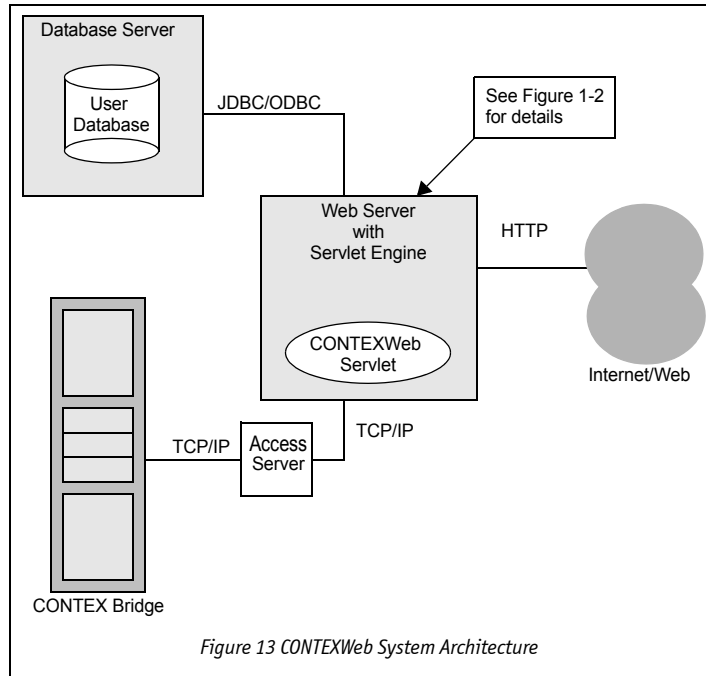 Database Server
User
Database
JDBC/ODBC
See Figure 1-2
for details
Web Server
with
Servlet Engine
HTTP
CONTEXWeb
Servlet
Internet/Web
TCP/IP
Access
Server
TCP/IP
CONTEX Bridge
Figure 13 CONTEXWeb System Architecture